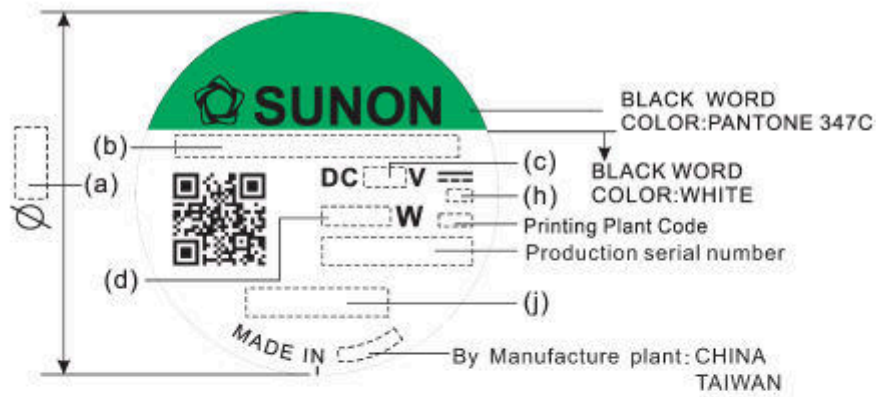 SUNON
BLACK WORD
COLOR:PANTONE 347C
(b)
(c)
DC V
BLACK WORD
COLOR:WHITE
(a)
(h)
Ø
W
Printing Plant Code
Production serial number
(d)
(j)
MADE IN
By Manufacture plant: CHINA
TAIWAN